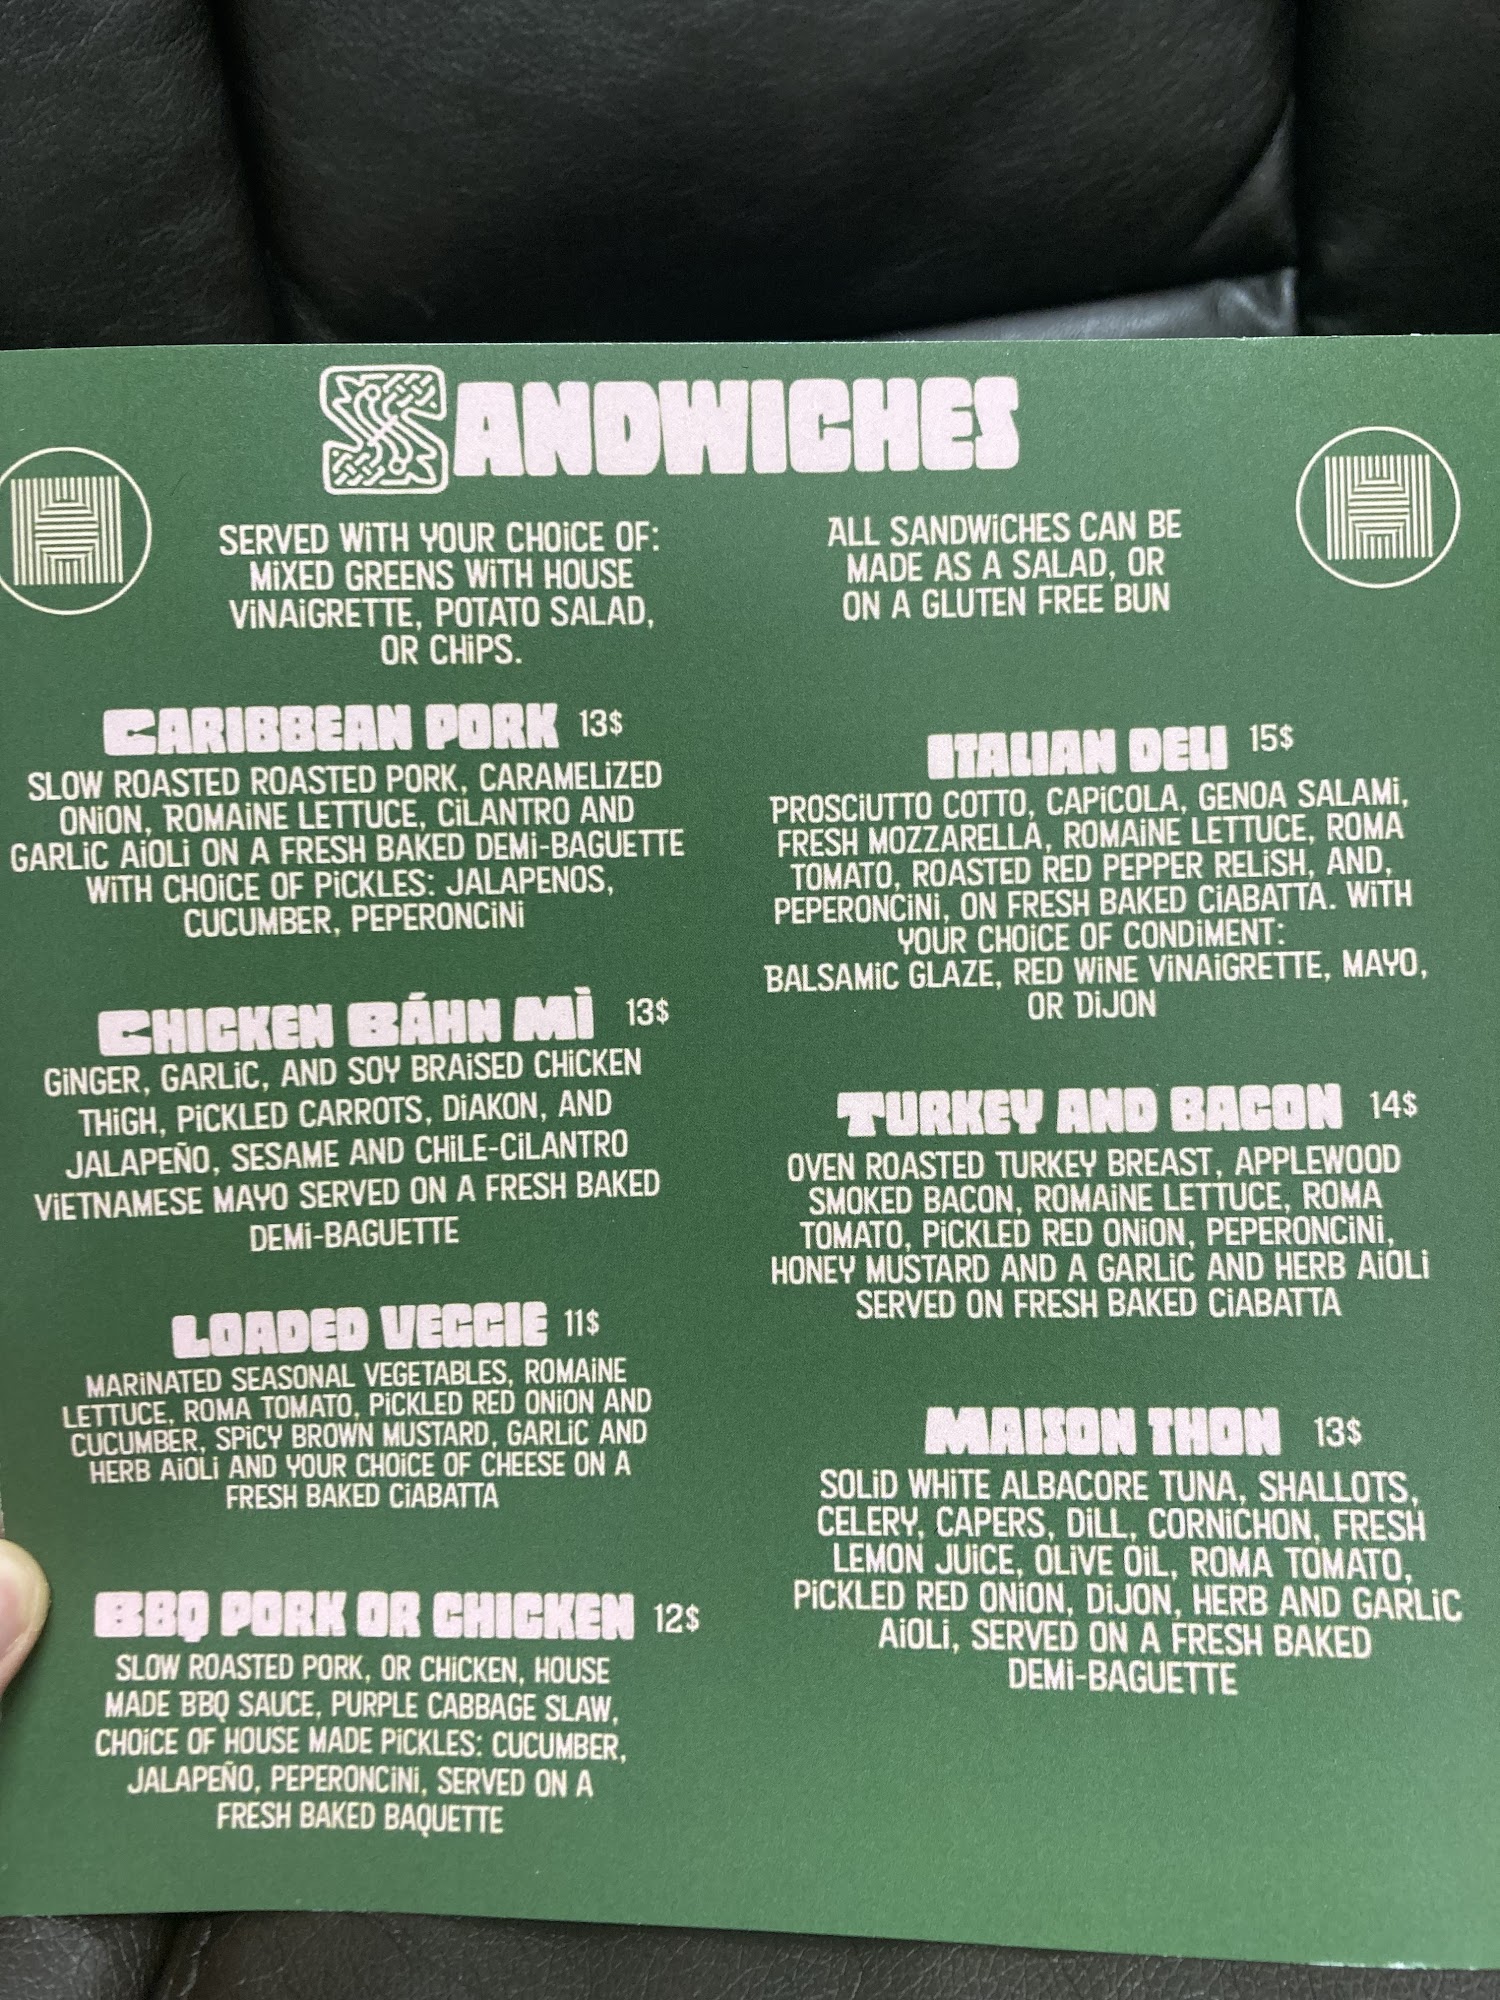 SANDWICHES
SERVED WITH YOUR CHOICE OF:
MIXED GREENS WITH HOUSE
VINAIGRETTE, POTATO SALAD,
OR CHIPS.
ALL SANDWICHES CAN BE
MADE AS A SALAD, OR
ON A GLUTEN FREE BUN
CARIBBEAN PORK 13$
SLOW ROASTED ROASTED PORK, CARAMELIZED
ONION, ROMAINE LETTUCE, CILANTRO AND
GARLIC AIOLI ON A FRESH BAKED DEMI-BAGUETTE
WITH CHOICE OF PICKLES: JALAPENOS,
CUCUMBER, PEPERONCINI
CHICKEN BÁHN MÌ 13$
GINGER, GARLIC, AND SOY BRAISED CHICKEN
THIGH, PICKLED CARROTS, DIAKON, AND
JALAPEÑO, SESAME AND CHILE-CILANTRO
VIETNAMESE MAYO SERVED ON A FRESH BAKED
DEMI-BAGUETTE
LOADED VEGGIE 11$
MARINATED SEASONAL VEGETABLES, ROMAINE
LETTUCE, ROMA TOMATO, PICKLED RED ONION AND
CUCUMBER, SPICY BROWN MUSTARD, GARLIC AND
HERB AIOLI AND YOUR CHOICE OF CHEESE ON A
FRESH BAKED CIABATTA
BBQ PORK OR CHICKEN 12$
SLOW ROASTED PORK, OR CHICKEN, HOUSE
MADE BBQ SAUCE, PURPLE CABBAGE SLAW,
CHOICE OF HOUSE MADE PICKLES: CUCUMBER,
JALAPEÑO, PEPERONCINI, SERVED ON A
FRESH BAKED BAQUETTE
ITALIAN DELI 15$
PROSCIUTTO COTTO, CAPICOLA, GENOA SALAMI,
FRESH MOZZARELLA, ROMAINE LETTUCE, ROMA
TOMATO, ROASTED RED PEPPER RELISH, AND,
PEPERONCINI, ON FRESH BAKED CIABATTA. WITH
YOUR CHOICE OF CONDIMENT:
BALSAMIC GLAZE, RED WINE VINAIGRETTE, MAYO,
OR DIJON
TURKEY AND BACON 14$
OVEN ROASTED TURKEY BREAST, APPLEWOOD
SMOKED BACON, ROMAINE LETTUCE, ROMA
TOMATO, PICKLED RED ONION, PEPERONCINI,
HONEY MUSTARD AND A GARLIC AND HERB AIOLI
SERVED ON FRESH BAKED CIABATTA
MAISON THON 13$
SOLID WHITE ALBACORE TUNA, SHALLOTS,
CELERY, CAPERS, DILL, CORNICHON, FRESH
LEMON JUICE, OLIVE OIL, ROMA TOMATO,
PICKLED RED ONION, DIJON, HERB AND GARLIC
AIOLI, SERVED ON A FRESH BAKED
DEMI-BAGUETTE